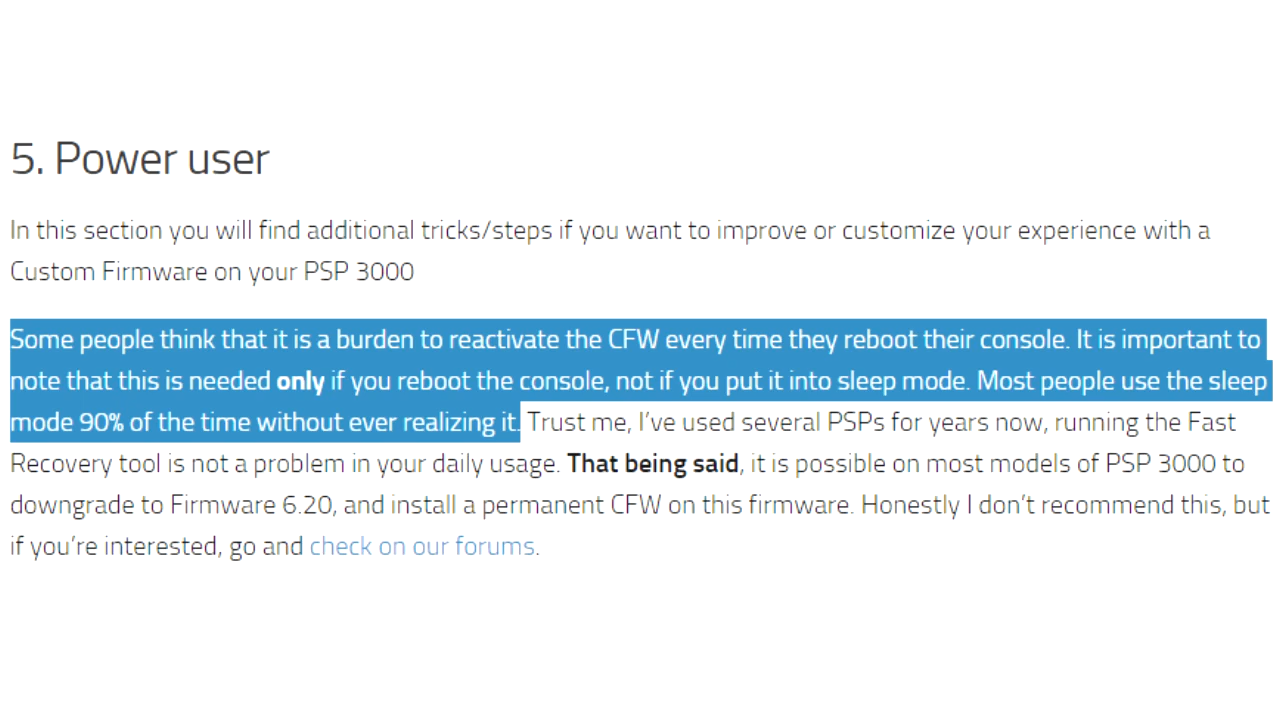 5. Power user
In this section you will find additional tricks/steps if you want to improve or customize your experience with a
Custom Firmware on your PSP 3000
Some people think that it is a burden to reactivate the CFW every time they reboot their console. It is important to
note that this is needed only if you reboot the console, not if you put it into sleep mode. Most people use the sleep
mode 90% of the time without ever realizing it. Trust me, I’ve used several PSPs for years now, running the Fast
Recovery tool is not a problem in your daily usage. That being said, it is possible on most models of PSP 3000 to
downgrade to Firmware 6.20, and install a permanent CFW on this firmware. Honestly I don’t recommend this, but
if you’re interested, go and check on our forums.